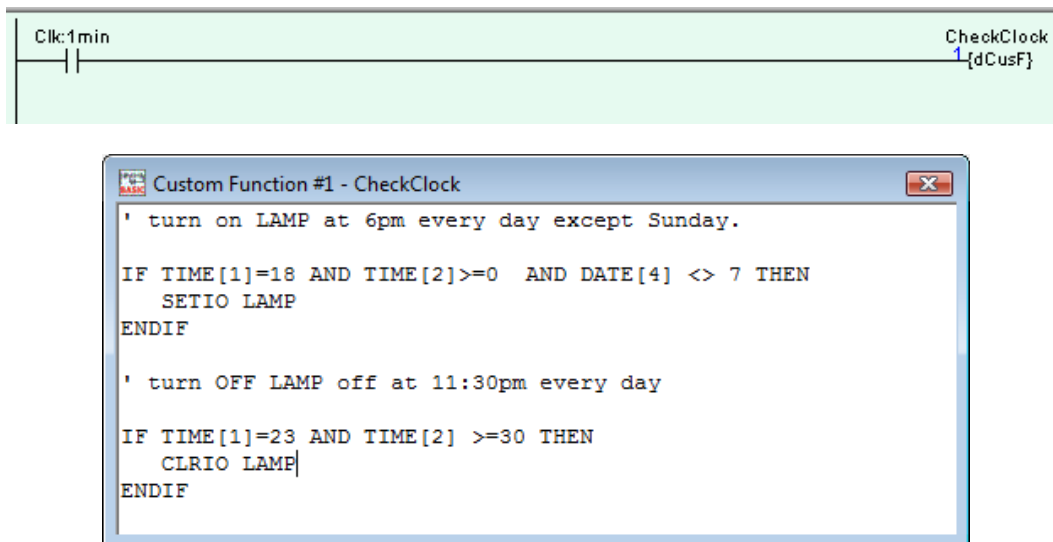 Clk:1min
CheckClock
1 {dCusF}
BASIC
Custom Function #1 - CheckClock
' turn on LAMP at 6pm every day except Sunday.
IF TIME[1]=18 AND TIME[2]>=0  AND DATE[4] <> 7 THEN
   SETIO LAMP
ENDIF
' turn OFF LAMP off at 11:30pm every day
IF TIME[1]=23 AND TIME[2] >=30 THEN
   CLRIO LAMP
ENDIF